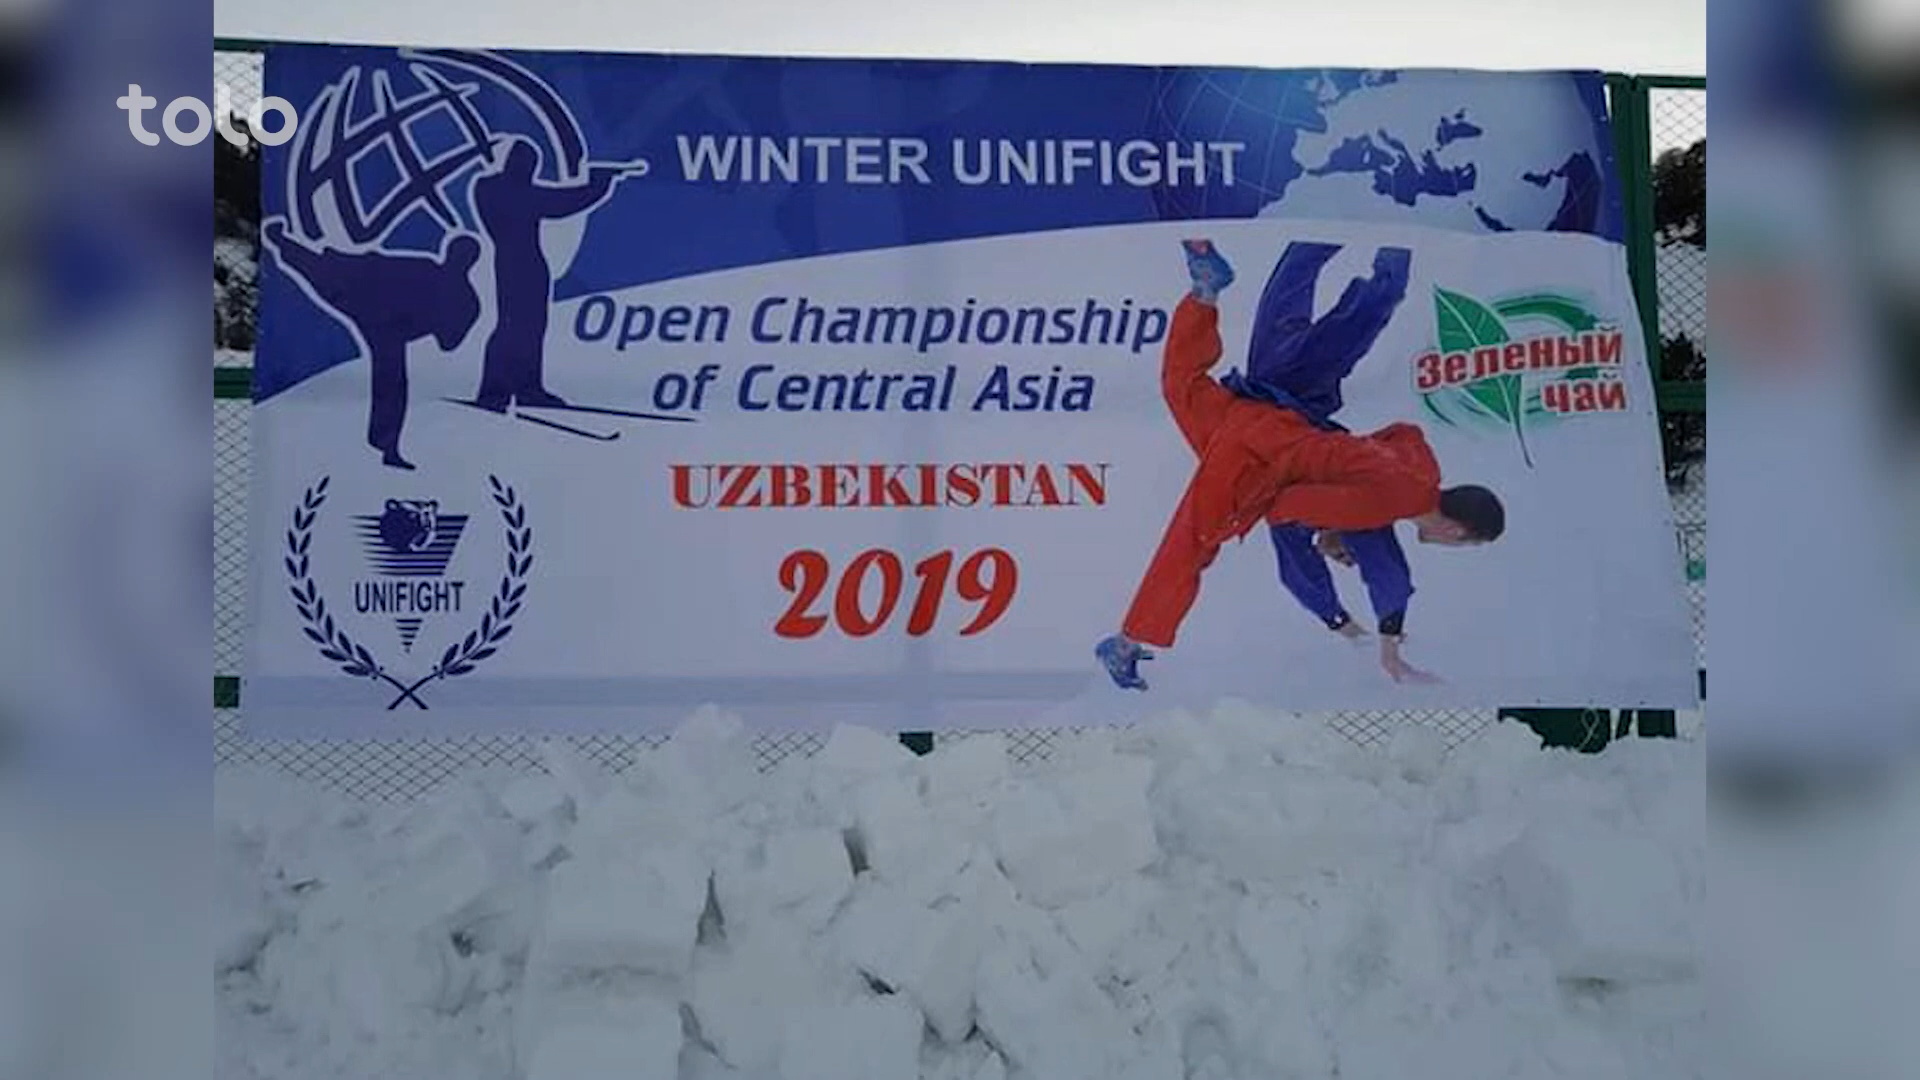 tolo
WINTER UNIFIGHT
Open Championship
of Central Asia
UZBEKISTAN
2019
UNIFIGHT
зеленый
чай